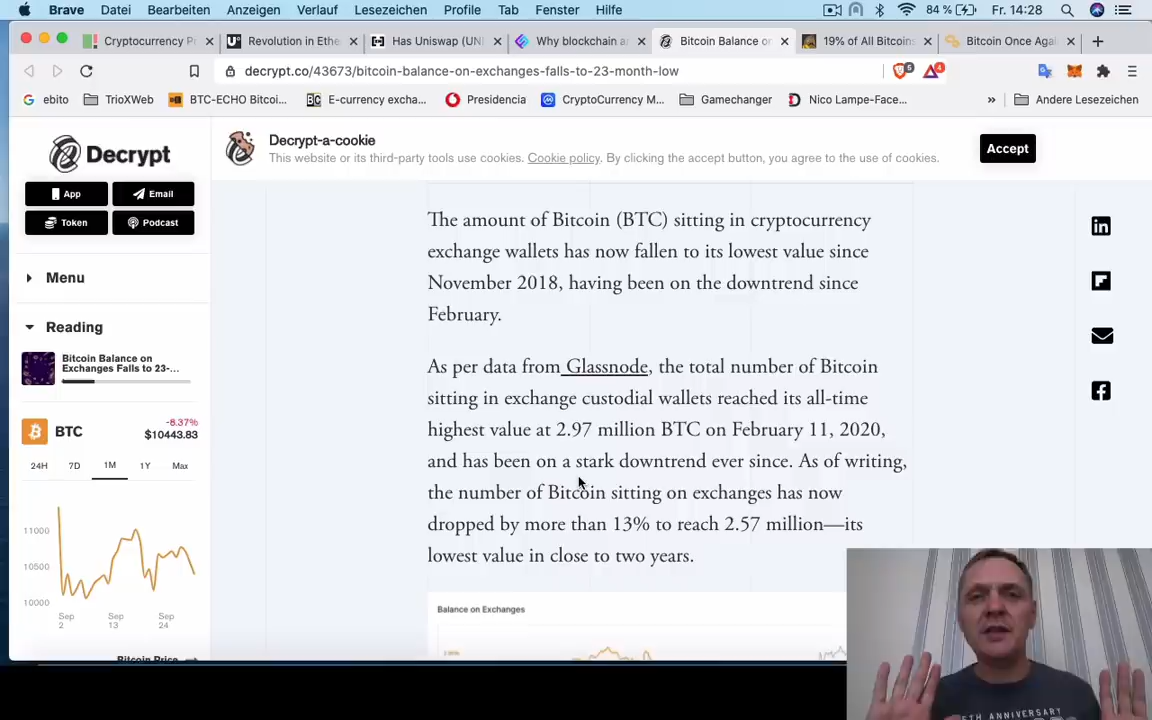 Brave Datei Bearbeiten Anzeigen Verlauf Lesezeichen Profile Tab Fenster Hilfe 84 % Fr. 14:28
Cryptocurrency P Revolution in Ethe Has Uniswap (UNI Why blockchain a Bitcoin Balance o 19% of All Bitcoin Bitcoin Once Aga
decrypt.co/43673/bitcoin-balance-on-exchanges-falls-to-23-month-low 5 4
ebito TrioXWeb BTC-ECHO Bitcoi... E-currency excha... Presidencia CryptoCurrency M... Gamechanger Nico Lampe-Face... » Andere Lesezeichen
Decrypt
App Email
Token Podcast
Menu
Reading
Bitcoin Balance on
Exchanges Falls to 23-...
BTC -8.37%
$10443.83
24H 7D 1M 1Y Max
11000
10500
10000
Sep 2 Sep 13 Sep 24
Bitcoin Price
Decrypt-a-cookie
This website or its third-party tools use cookies. Cookie policy. By clicking the accept button, you agree to the use of cookies.
Accept
The amount of Bitcoin (BTC) sitting in cryptocurrency
exchange wallets has now fallen to its lowest value since
November 2018, having been on the downtrend since
February.
As per data from Glassnode, the total number of Bitcoin
sitting in exchange custodial wallets reached its all-time
highest value at 2.97 million BTC on February 11, 2020,
and has been on a stark downtrend ever since. As of writing,
the number of Bitcoin sitting on exchanges has now
dropped by more than 13% to reach 2.57 million—its
lowest value in close to two years.
Balance on Exchanges
ANNIVERSARY